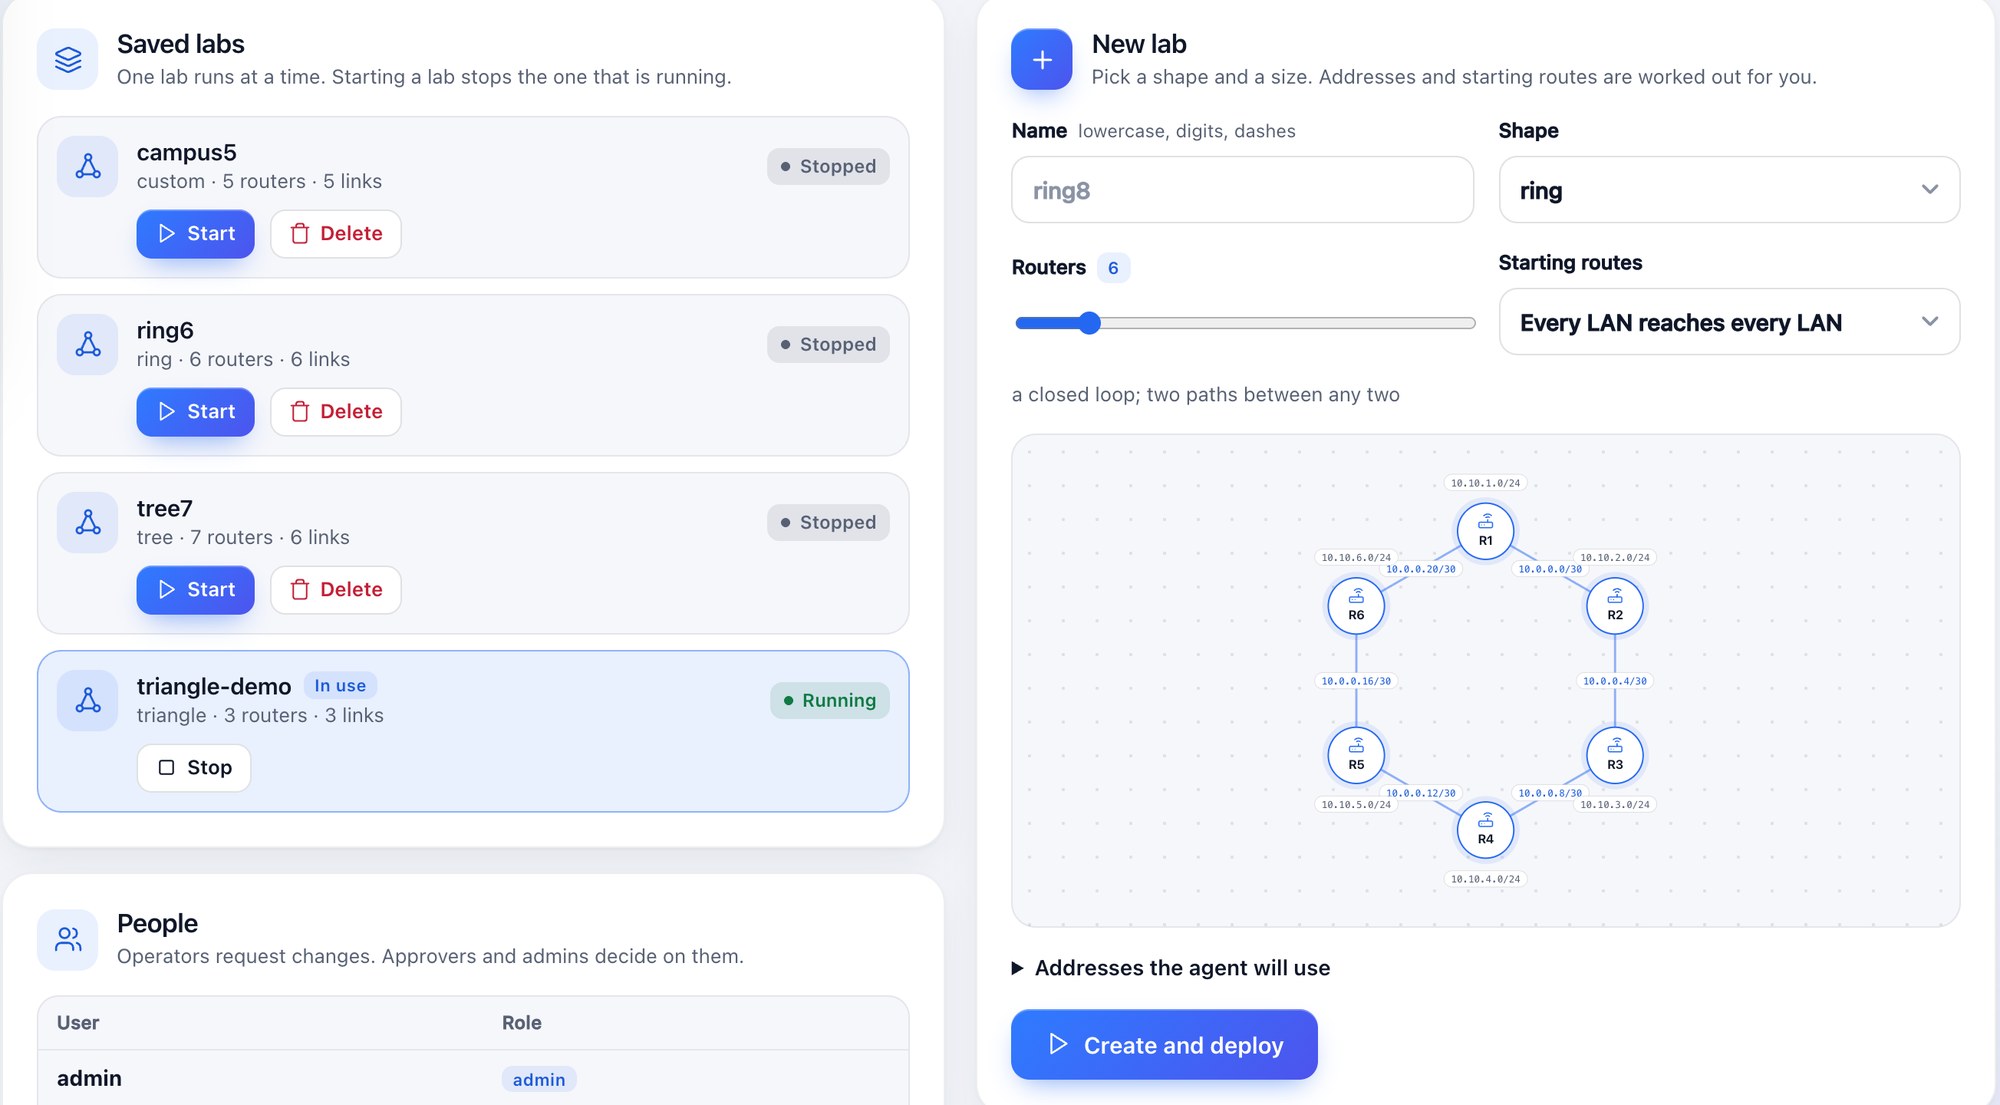 Saved labs
One lab runs at a time. Starting a lab stops the one that is running.
campus5
custom · 5 routers · 5 links
Stopped
Start
Delete
ring6
ring · 6 routers · 6 links
Stopped
Start
Delete
tree7
tree · 7 routers · 6 links
Stopped
Start
Delete
triangle-demo
In use
triangle · 3 routers · 3 links
Running
Stop
People
Operators request changes. Approvers and admins decide on them.
User Role
admin admin
New lab
Pick a shape and a size. Addresses and starting routes are worked out for you.
Name lowercase, digits, dashes
ring8
Shape
ring
Routers 6
Starting routes
Every LAN reaches every LAN
a closed loop; two paths between any two
10.10.1.0/24
R1
10.10.6.0/24
10.10.2.0/24
10.0.0.20/30
10.0.0.0/30
R6
R2
10.0.0.16/30
10.0.0.4/30
R5
R3
10.0.0.12/30
10.0.0.8/30
10.10.5.0/24
10.10.3.0/24
R4
10.10.4.0/24
Addresses the agent will use
Create and deploy